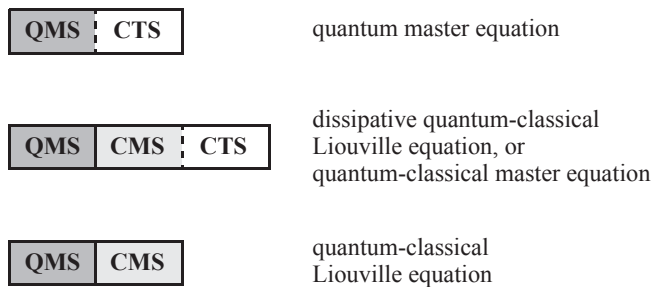 QMS CTS quantum master equation
dissipative quantum-classical
QMS CMS CTS Liouville equation, or
quantum-classical master equation
quantum-classical
QMS CMS Liouville equation